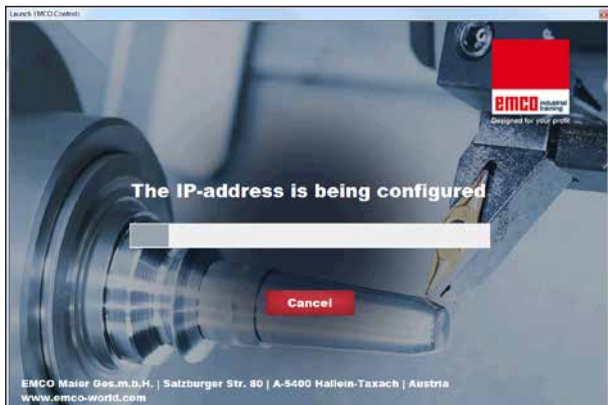 Launch EMCO Controls
emco industrial training
Designed for your profit
The IP-address is being configured
Cancel
EMCO Maier Ges.m.b.H. | Salzburger Str. 80 | A-5400 Hallein-Taxach | Austria
www.emco-world.com